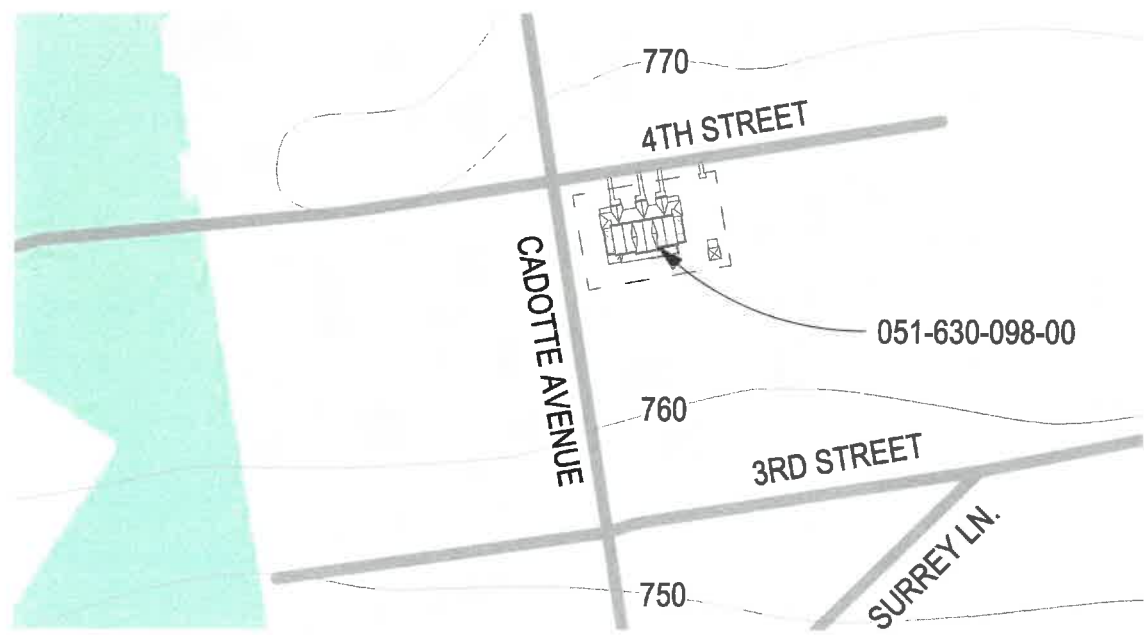 770
4TH STREET
CADOTTE AVENUE
051-630-098-00
760
3RD STREET
SURREY LN.
750